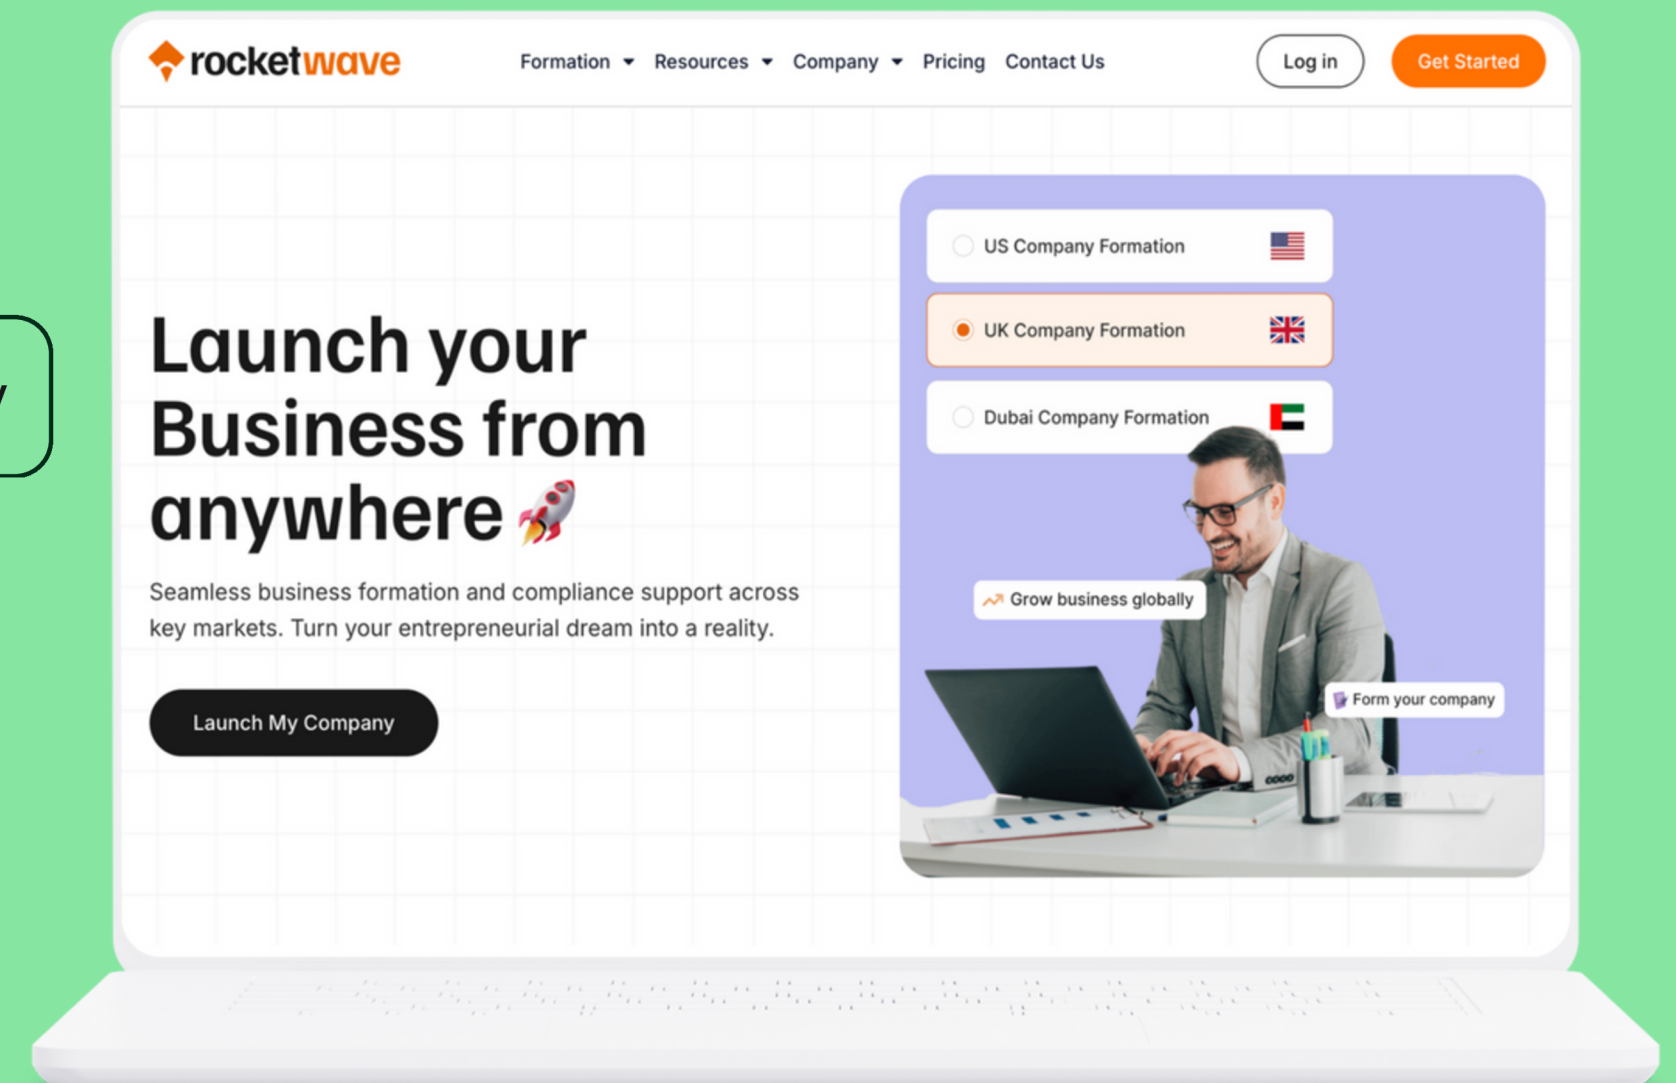 rocketwave
Formation
Resources
Company
Pricing
Contact Us
Log in
Get Started
Launch your
Business from
anywhere
Seamless business formation and compliance support across
key markets. Turn your entrepreneurial dream into a reality.
Launch My Company
US Company Formation
UK Company Formation
Dubai Company Formation
Grow business globally
Form your company